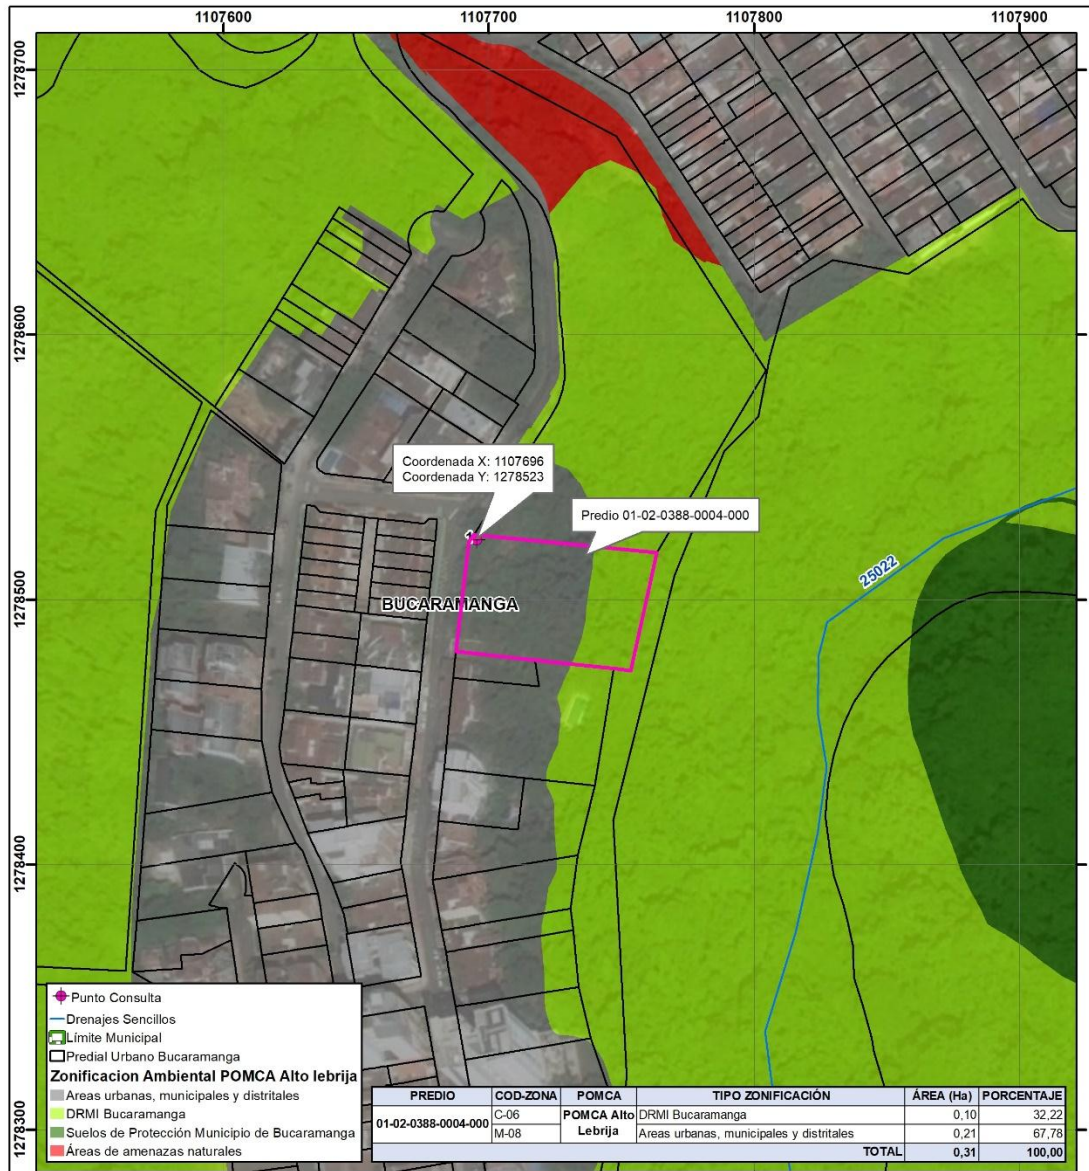 1107600 1107700 1107800 1107900
1278700
1278600
1278500
1278400
1278300
Coordenada X: 1107696
Coordenada Y: 1278523
Predio 01-02-0388-0004-000
1
25022
BUCARAMANGA
Punto Consulta
Drenajes Sencillos
Límite Municipal
Predial Urbano Bucaramanga
Zonificacion Ambiental POMCA Alto lebrija
Areas urbanas, municipales y distritales
DRMI Bucaramanga
Suelos de Protección Municipio de Bucaramanga
Áreas de amenazas naturales
PREDIO COD-ZONA POMCA TIPO ZONIFICACIÓN ÁREA (Ha) PORCENTAJE
01-02-0388-0004-000 C-06 POMCA Alto Lebrija DRMI Bucaramanga 0,10 32,22
M-08 Areas urbanas, municipales y distritales 0,21 67,78
TOTAL 0,31 100,00